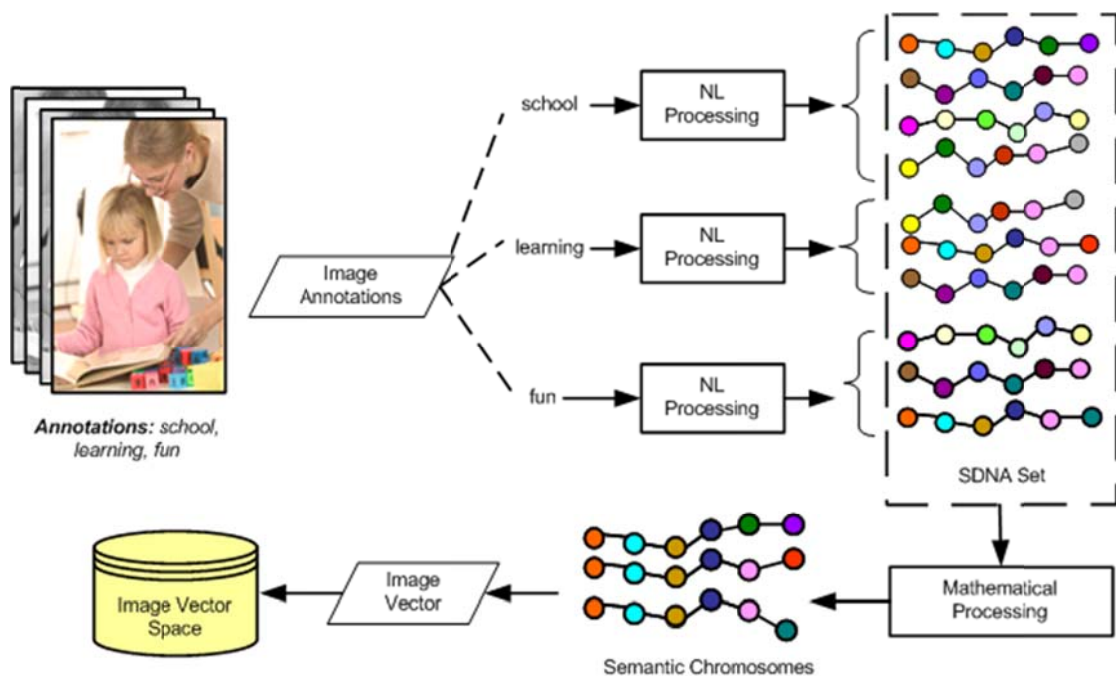 school
NL
Processing
learning
NL
Processing
Image
Annotations
fun
NL
Processing
Annotations: school,
learning, fun
SDNA Set
Image Vector
Space
Image
Vector
Semantic Chromosomes
Mathematical
Processing